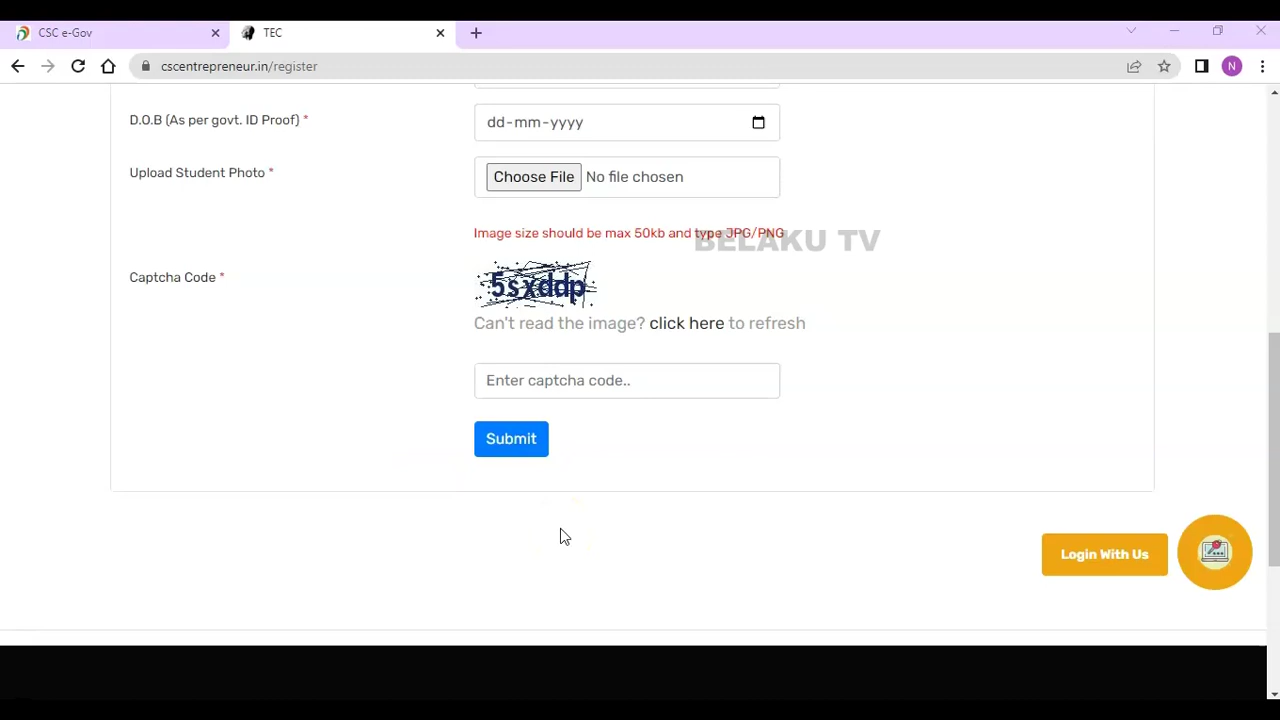 CSC e-Gov
TEC
cscentrepreneur.in/register
N
D.O.B (As per govt. ID Proof) *
dd-mm-yyyy
Upload Student Photo *
Choose File No file chosen
Image size should be max 50kb and type JPG/PNG
BELAKU TV
Captcha Code *
5sxddp
Can't read the image? click here to refresh
Enter captcha code..
Submit
Login With Us